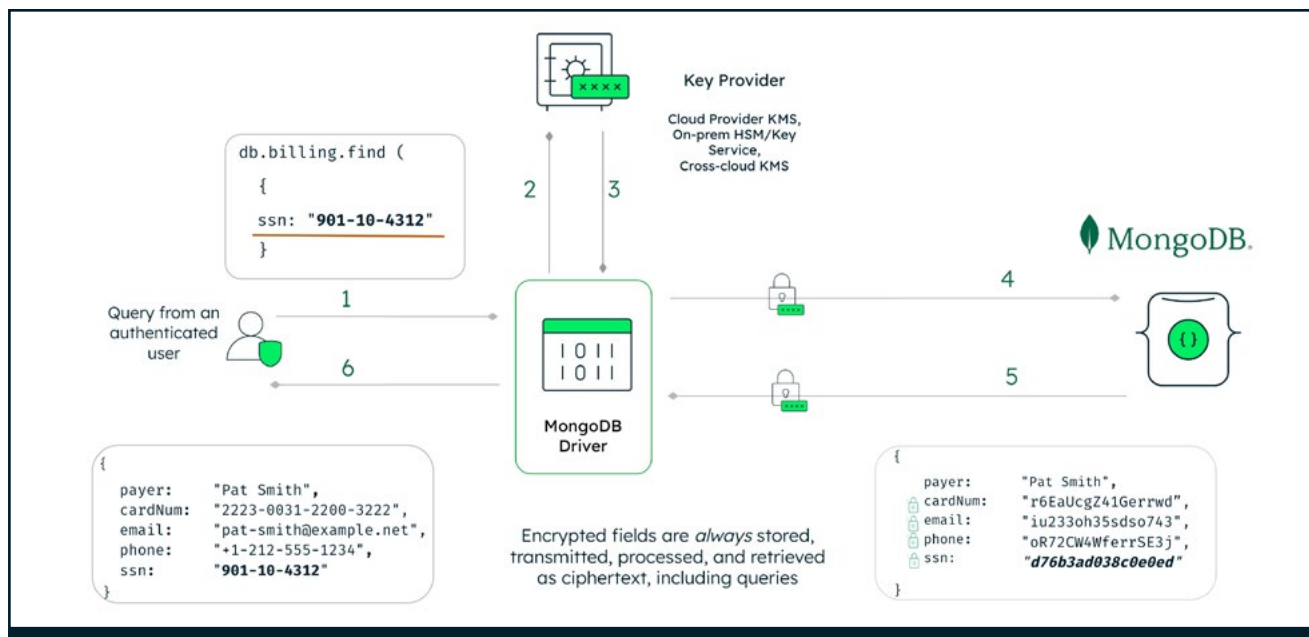 × × × ×
Key Provider
Cloud Provider KMS,
On-prem HSM/Key
Service,
Cross-cloud KMS
db.billing.find (
{
ssn: "901-10-4312"
}
2
3
MongoDB®
Query from an
authenticated
user
1
6
4
5
1011
1011
{}
MongoDB
Driver
{
payer: "Pat Smith",
cardNum: "2223-0031-2200-3222",
email: "pat-smith@example.net",
phone: "+1-212-555-1234",
ssn: "901-10-4312"
}
Encrypted fields are always stored,
transmitted, processed, and retrieved
as ciphertext, including queries
{
payer: "Pat Smith",
cardNum: "r6EaUcgZ41Gerrwd",
email: "iu233oh35sdso743",
phone: "oR72CW4WferrSE3j",
ssn: "d76b3ad038c0e0ed"
}